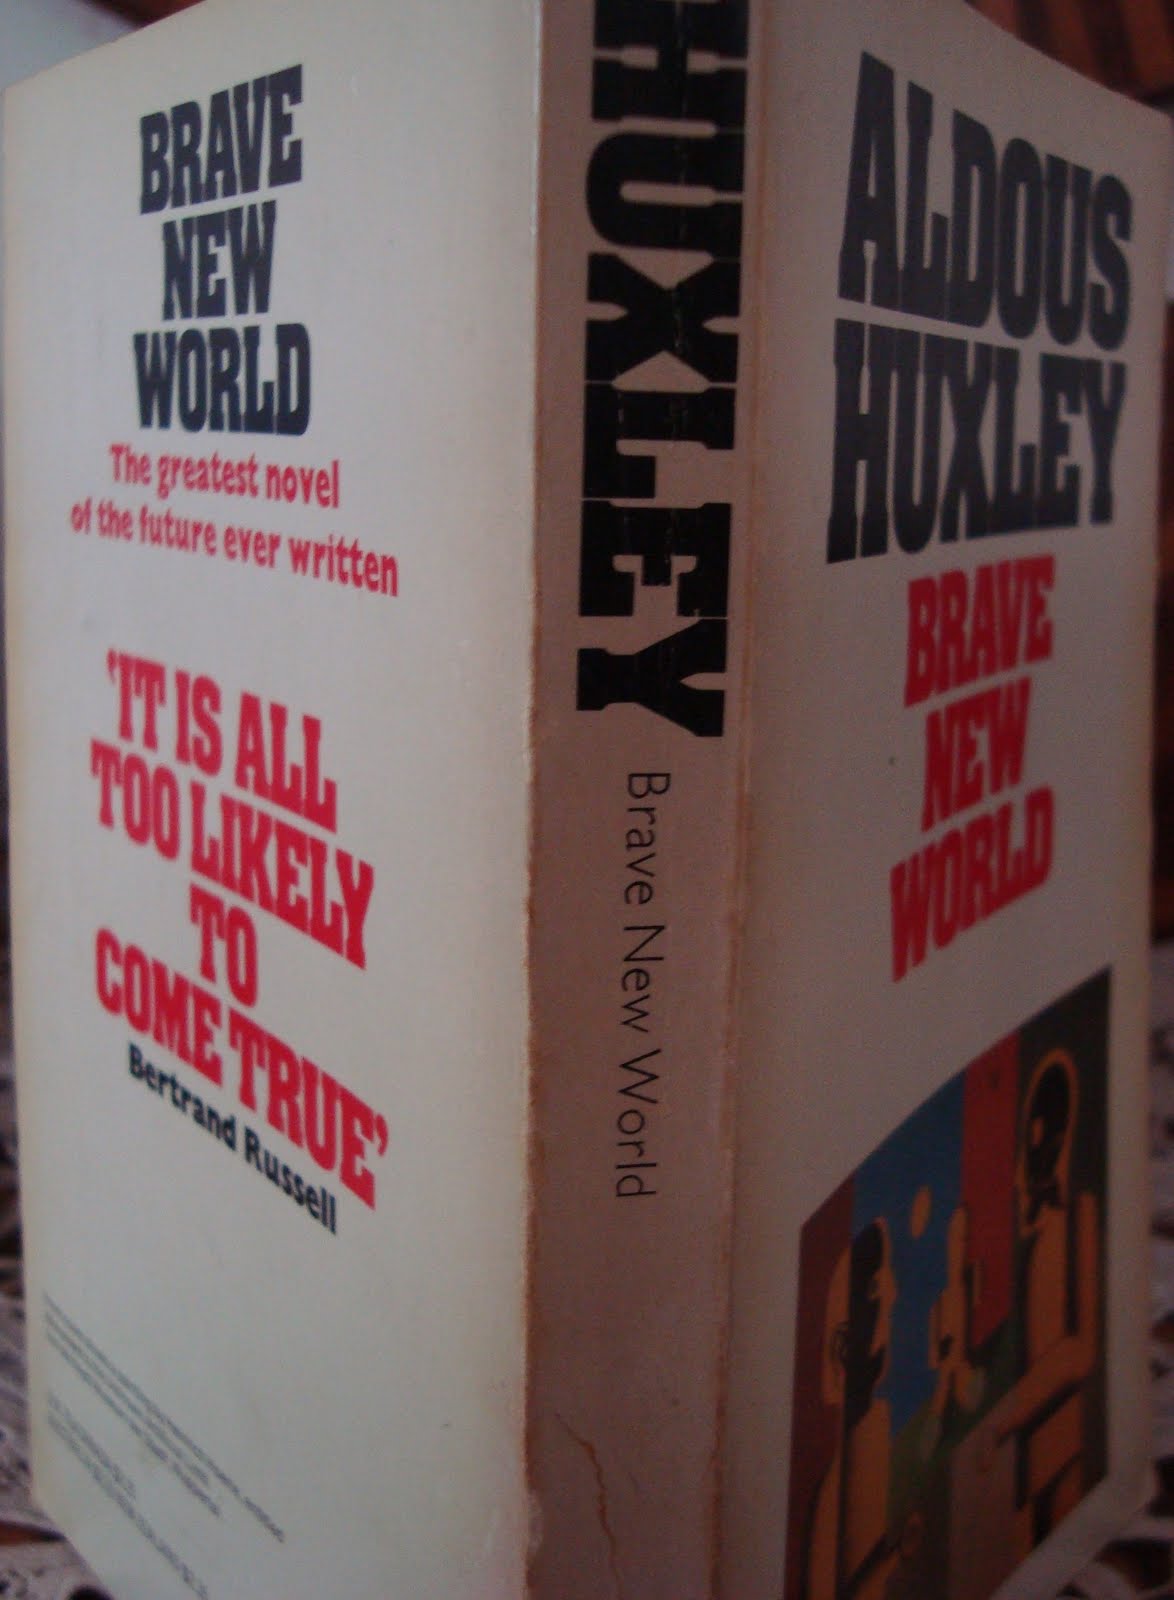 BRAVE
NEW
WORLD
The greatest novel
of the future ever written
'IT IS ALL
TOO LIKELY
TO
COME TRUE'
Bertrand Russell
HUXLEY
Brave New World
ALDOUS
HUXLEY
BRAVE
NEW
WORLD